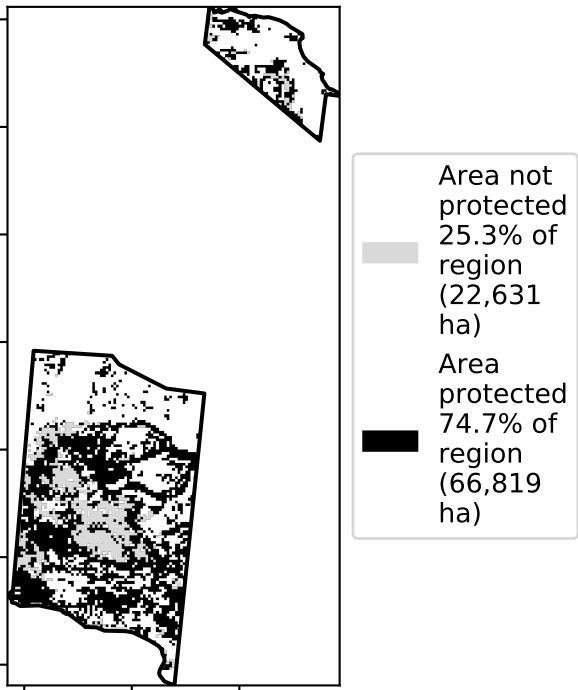 Area not
protected
25.3% of
region
(22,631
ha)
Area
protected
74.7% of
region
(66,819
ha)